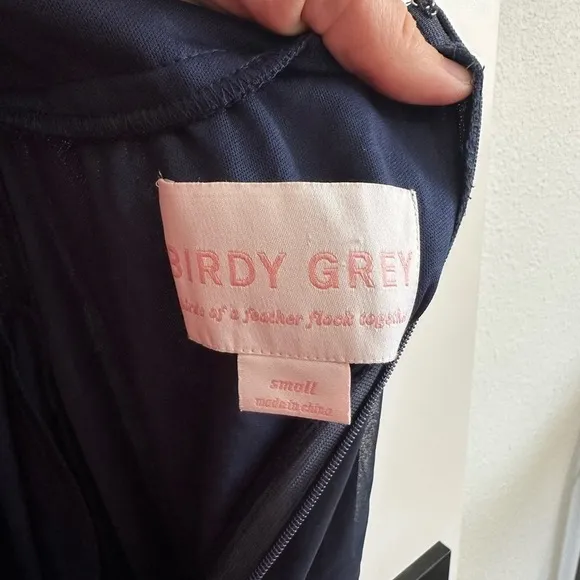 BIRDY GREY
birds of a feather flock together
small
made in china